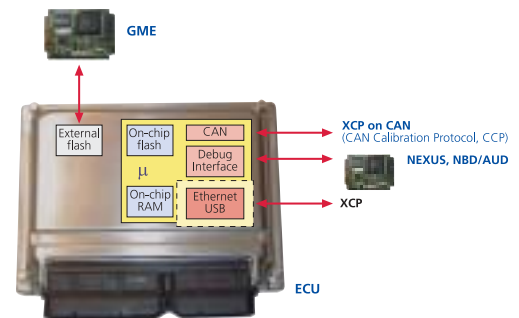 GME
External
flash
On-chip
flash
CAN
Debug
Interface
μ
On-chip
RAM
Ethernet
USB
XCP on CAN
(CAN Calibration Protocol, CCP)
NEXUS, NBD/AUD
XCP
ECU